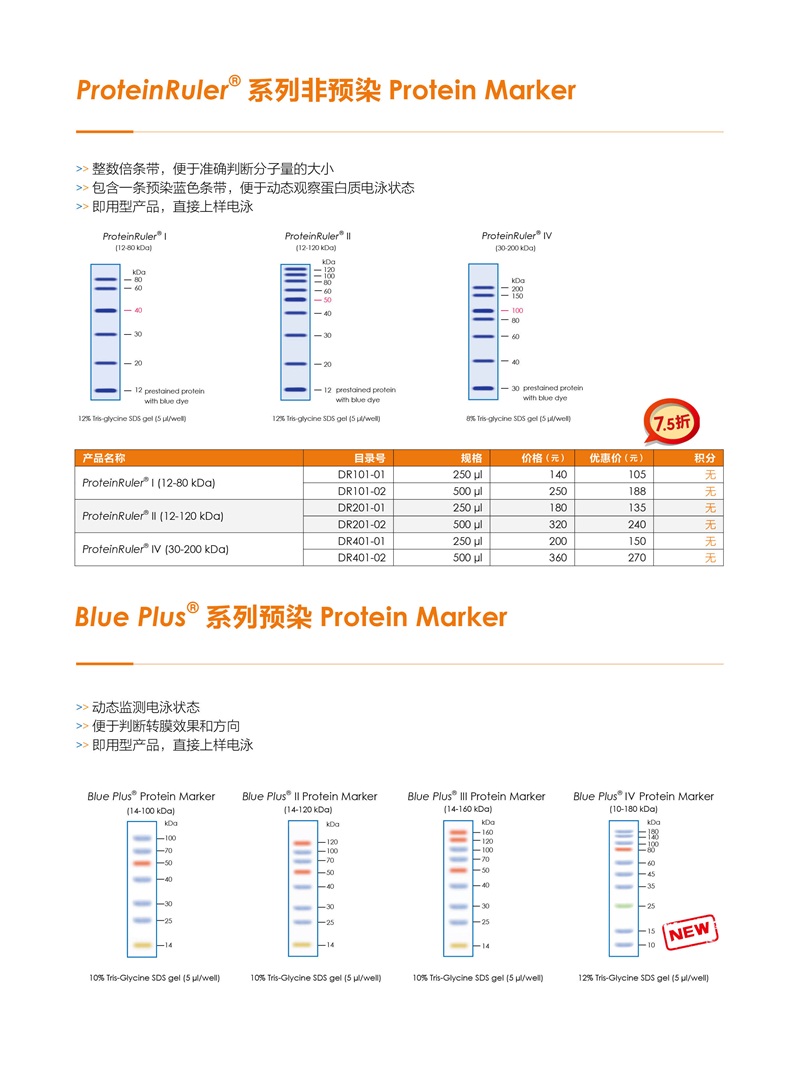 ProteinRuler® 系列非预染 Protein Marker
>> 整数倍条带，便于准确判断分子量的大小
>> 包含一条预染蓝色条带，便于动态观察蛋白质电泳状态
>> 即用型产品，直接上样电泳
ProteinRuler® I
(12-80 kDa)
kDa
80
60
40
30
20
12 prestained protein
with blue dye
12% Tris-glycine SDS gel (5 μl/well)
ProteinRuler® II
(12-120 kDa)
kDa
120
100
80
60
50
40
30
20
12 prestained protein
with blue dye
12% Tris-glycine SDS gel (5 μl/well)
ProteinRuler® IV
(30-200 kDa)
kDa
200
150
100
80
60
40
30 prestained protein
with blue dye
8% Tris-glycine SDS gel (5 μl/well)
7.5折
产品名称 目录号 规格 价格（元） 优惠价（元） 积分
ProteinRuler® I (12-80 kDa) DR101-01 250 μl 140 105 无
DR101-02 500 μl 250 188 无
ProteinRuler® II (12-120 kDa) DR201-01 250 μl 180 135 无
DR201-02 500 μl 320 240 无
ProteinRuler® IV (30-200 kDa) DR401-01 250 μl 200 150 无
DR401-02 500 μl 360 270 无
Blue Plus® 系列预染 Protein Marker
>> 动态监测电泳状态
>> 便于判断转膜效果和方向
>> 即用型产品，直接上样电泳
Blue Plus® Protein Marker
(14-100 kDa)
kDa
100
70
50
40
30
25
14
10% Tris-Glycine SDS gel (5 μl/well)
Blue Plus® II Protein Marker
(14-120 kDa)
kDa
120
100
70
50
40
30
25
14
10% Tris-Glycine SDS gel (5 μl/well)
Blue Plus® III Protein Marker
(14-160 kDa)
kDa
160
120
100
70
50
40
30
25
14
10% Tris-Glycine SDS gel (5 μl/well)
Blue Plus® IV Protein Marker
(10-180 kDa)
kDa
180
140
100
80
60
45
35
25
15
10
NEW
12% Tris-Glycine SDS gel (5 μl/well)